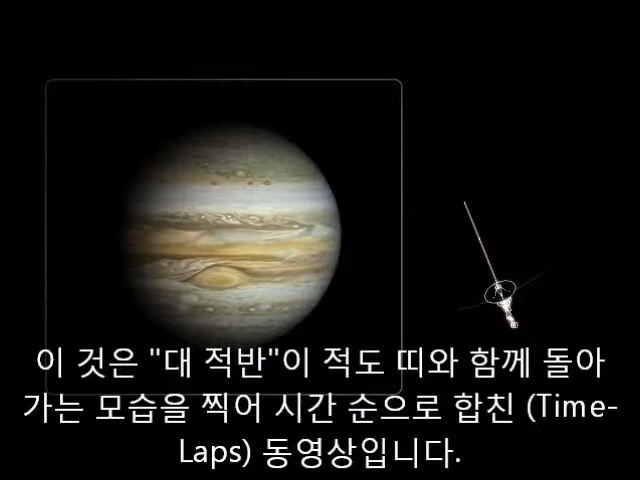 이 것은 "대 적반"이 적도 띠와 함께 돌아
가는 모습을 찍어 시간 순으로 합친 (Time-
Laps) 동영상입니다.